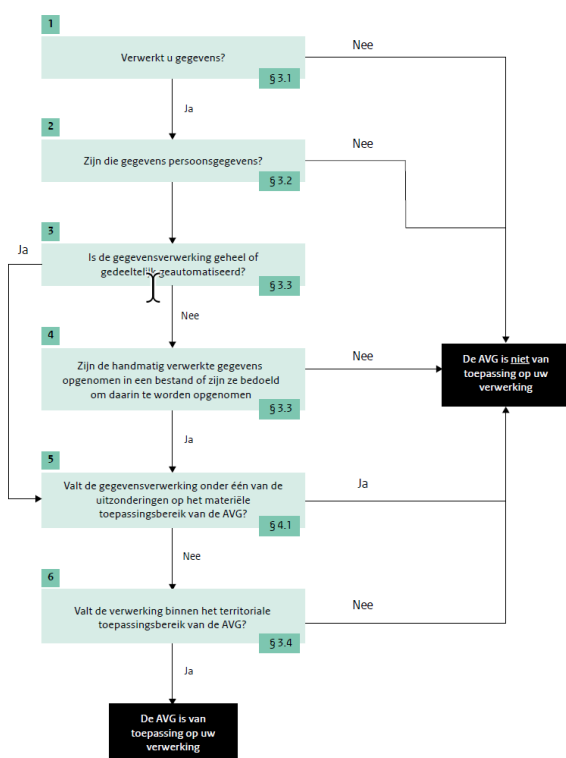 1
Nee
Verwerkt u gegevens?
§ 3.1
Ja
2
Nee
Zijn die gegevens persoonsgegevens?
§ 3.2
3
Ja
Is de gegevensverwerking geheel of
gedeeltelijk geautomatiseerd?
§ 3.3
Nee
4
Zijn de handmatig verwerkte gegevens
opgenomen in een bestand of zijn ze bedoeld
om daarin te worden opgenomen
§ 3.3
Nee
De AVG is niet van
toepassing op uw
verwerking
Ja
5
Valt de gegevensverwerking onder één van de
uitzonderingen op het materiële
toepassingsbereik van de AVG?
§ 4.1
Ja
Nee
6
Valt de verwerking binnen het territoriale
toepassingsbereik van de AVG?
§ 3.4
Nee
Ja
De AVG is van
toepassing op uw
verwerking